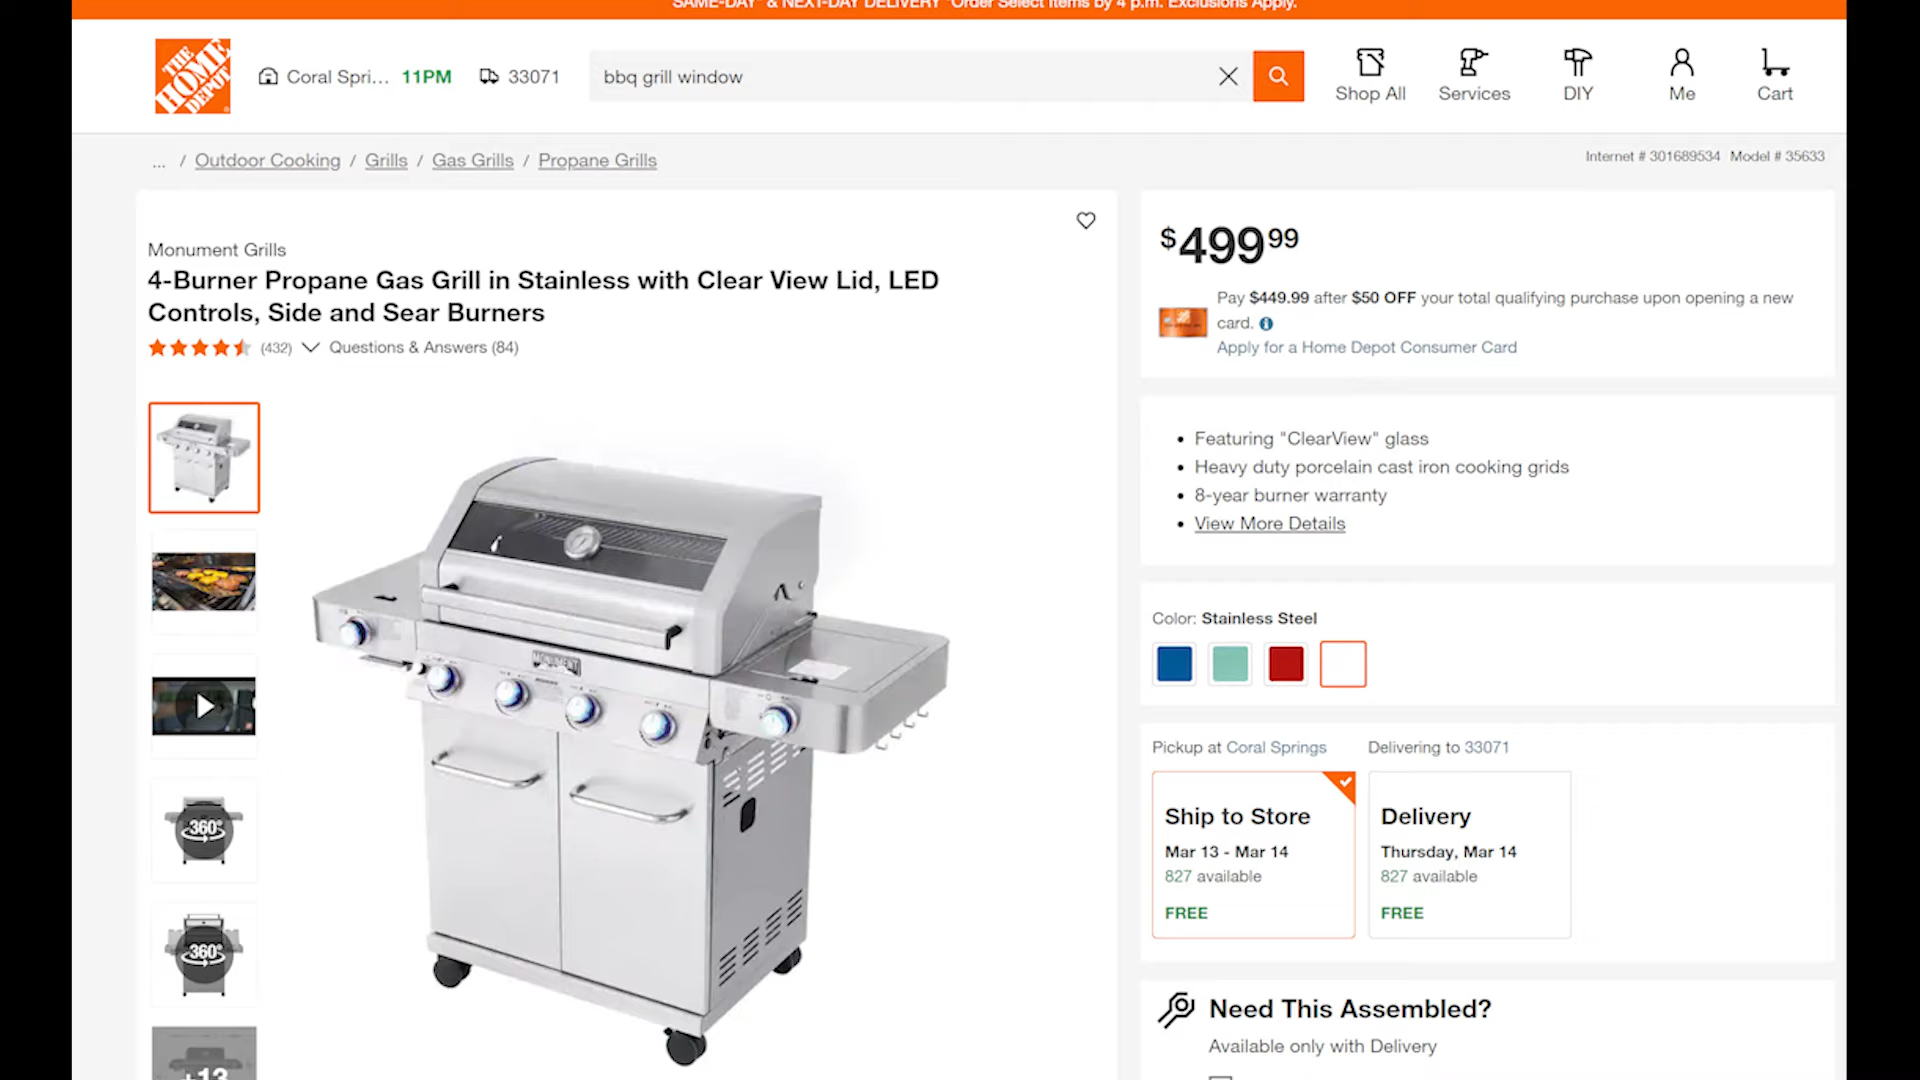 SAME-DAY* & NEXT-DAY DELIVERY *Order Select Items by 4 p.m. Exclusions Apply.
THE HOME DEPOT
Coral Spri... 11PM 33071
bbq grill window
Shop All Services DIY Me Cart
... / Outdoor Cooking / Grills / Gas Grills / Propane Grills
Internet # 301689534 Model # 35633
Monument Grills
4-Burner Propane Gas Grill in Stainless with Clear View Lid, LED
Controls, Side and Sear Burners
(432) Questions & Answers (84)
360°
360°
+13
MONUMENT
$499 99
Pay $449.99 after $50 OFF your total qualifying purchase upon opening a new
card.
Apply for a Home Depot Consumer Card
• Featuring "ClearView" glass
• Heavy duty porcelain cast iron cooking grids
• 8-year burner warranty
• View More Details
Color: Stainless Steel
Pickup at Coral Springs
Delivering to 33071
Ship to Store
Mar 13 - Mar 14
827 available
FREE
Delivery
Thursday, Mar 14
827 available
FREE
Need This Assembled?
Available only with Delivery